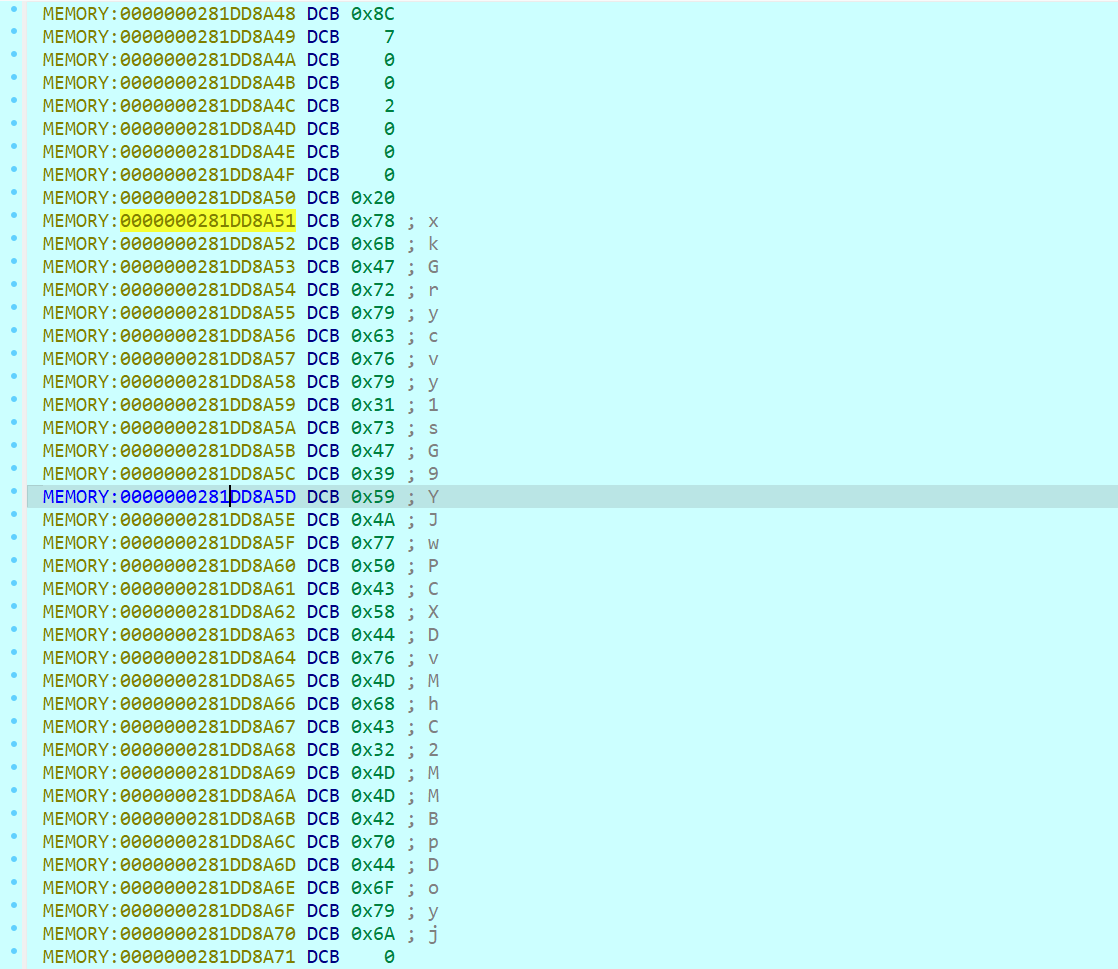 MEMORY:0000000281DD8A48 DCB 0x8C
MEMORY:0000000281DD8A49 DCB    7
MEMORY:0000000281DD8A4A DCB    0
MEMORY:0000000281DD8A4B DCB    0
MEMORY:0000000281DD8A4C DCB    2
MEMORY:0000000281DD8A4D DCB    0
MEMORY:0000000281DD8A4E DCB    0
MEMORY:0000000281DD8A4F DCB    0
MEMORY:0000000281DD8A50 DCB 0x20
MEMORY:0000000281DD8A51 DCB 0x78 ; x
MEMORY:0000000281DD8A52 DCB 0x6B ; k
MEMORY:0000000281DD8A53 DCB 0x47 ; G
MEMORY:0000000281DD8A54 DCB 0x72 ; r
MEMORY:0000000281DD8A55 DCB 0x79 ; y
MEMORY:0000000281DD8A56 DCB 0x63 ; c
MEMORY:0000000281DD8A57 DCB 0x76 ; v
MEMORY:0000000281DD8A58 DCB 0x79 ; y
MEMORY:0000000281DD8A59 DCB 0x31 ; 1
MEMORY:0000000281DD8A5A DCB 0x73 ; s
MEMORY:0000000281DD8A5B DCB 0x47 ; G
MEMORY:0000000281DD8A5C DCB 0x39 ; 9
MEMORY:0000000281DD8A5D DCB 0x59 ; Y
MEMORY:0000000281DD8A5E DCB 0x4A ; J
MEMORY:0000000281DD8A5F DCB 0x77 ; w
MEMORY:0000000281DD8A60 DCB 0x50 ; P
MEMORY:0000000281DD8A61 DCB 0x43 ; C
MEMORY:0000000281DD8A62 DCB 0x58 ; X
MEMORY:0000000281DD8A63 DCB 0x44 ; D
MEMORY:0000000281DD8A64 DCB 0x76 ; v
MEMORY:0000000281DD8A65 DCB 0x4D ; M
MEMORY:0000000281DD8A66 DCB 0x68 ; h
MEMORY:0000000281DD8A67 DCB 0x43 ; C
MEMORY:0000000281DD8A68 DCB 0x32 ; 2
MEMORY:0000000281DD8A69 DCB 0x4D ; M
MEMORY:0000000281DD8A6A DCB 0x4D ; M
MEMORY:0000000281DD8A6B DCB 0x42 ; B
MEMORY:0000000281DD8A6C DCB 0x70 ; p
MEMORY:0000000281DD8A6D DCB 0x44 ; D
MEMORY:0000000281DD8A6E DCB 0x6F ; o
MEMORY:0000000281DD8A6F DCB 0x79 ; y
MEMORY:0000000281DD8A70 DCB 0x6A ; j
MEMORY:0000000281DD8A71 DCB    0